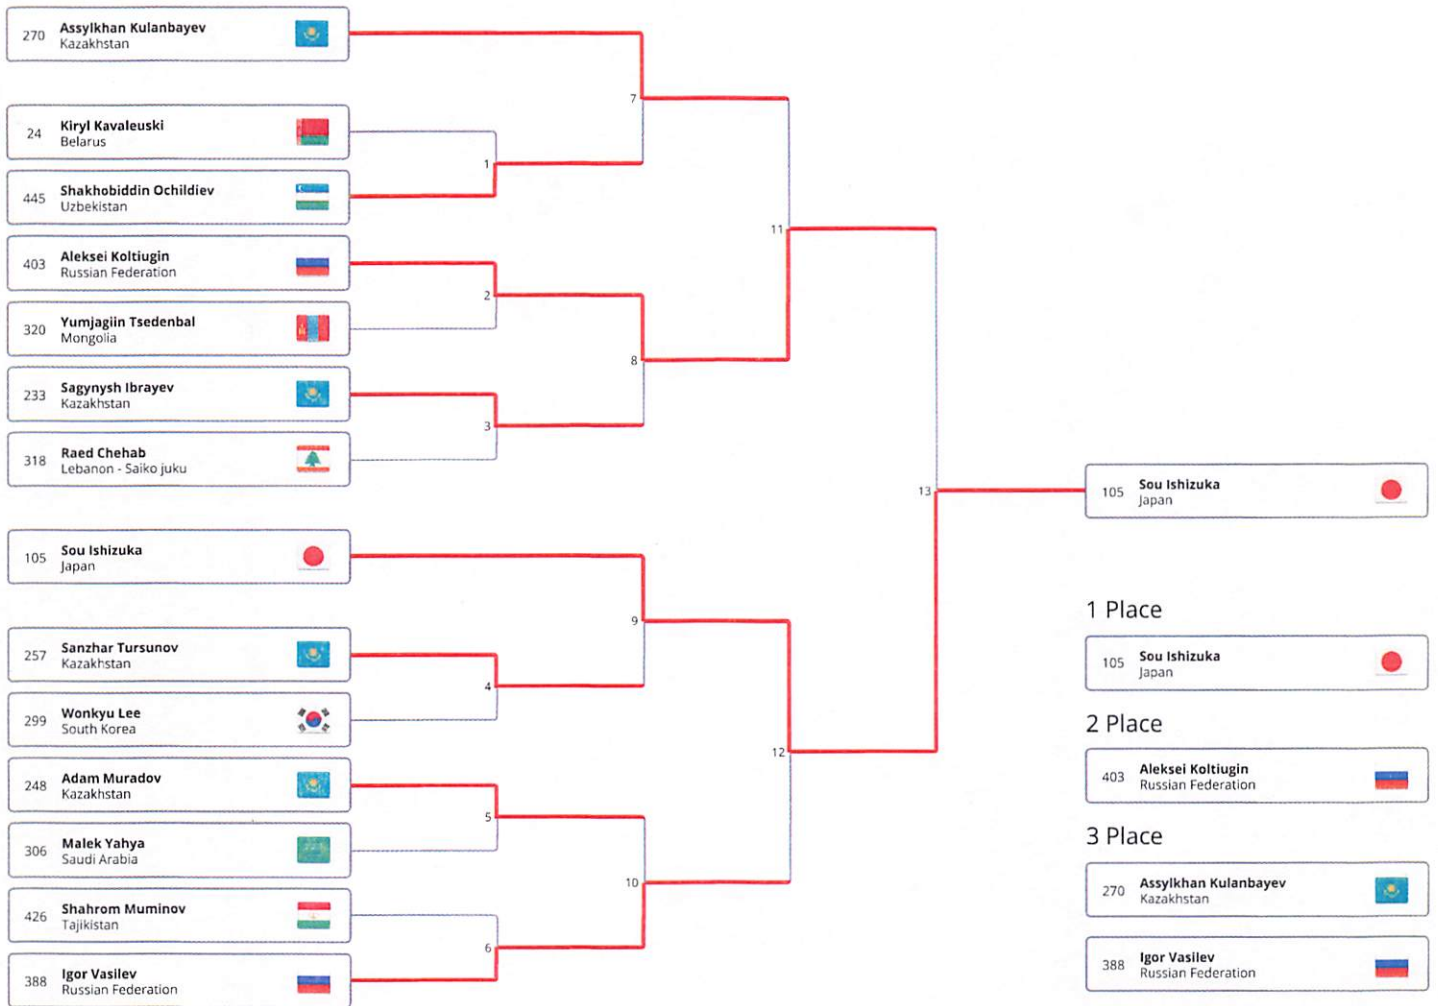 270 Assylkhan Kulanbayev
Kazakhstan
7
24 Kiryl Kavaleuski
Belarus
1
445 Shakhobiddin Ochildiev
Uzbekistan
11
403 Aleksei Koltiugin
Russian Federation
2
320 Yumjagiin Tsedenbal
Mongolia
8
233 Sagynysh Ibrayev
Kazakhstan
3
318 Raed Chehab
Lebanon - Saiko juku
13
105 Sou Ishizuka
Japan
105 Sou Ishizuka
Japan
9
257 Sanzhar Tursunov
Kazakhstan
4
299 Wonkyu Lee
South Korea
12
248 Adam Muradov
Kazakhstan
5
306 Malek Yahya
Saudi Arabia
10
426 Shahrom Muminov
Tajikistan
6
388 Igor Vasilev
Russian Federation
1 Place
105 Sou Ishizuka
Japan
2 Place
403 Aleksei Koltiugin
Russian Federation
3 Place
270 Assylkhan Kulanbayev
Kazakhstan
388 Igor Vasilev
Russian Federation